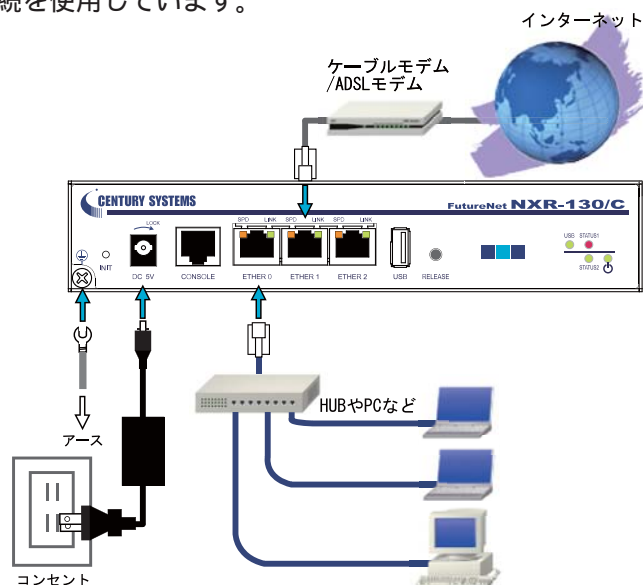 続を使用しています。
インターネット
ケーブルモデム
/ADSLモデム
CENTURY SYSTEMS
FutureNet NXR-130/C
LOCK
SPD LINK SPD LINK SPD LINK
USB STATUS1
INIT
DC 5V
CONSOLE
ETHER 0
ETHER 1
ETHER 2
USB
RELEASE
STATUS2
HUBやPCなど
アース
コンセント